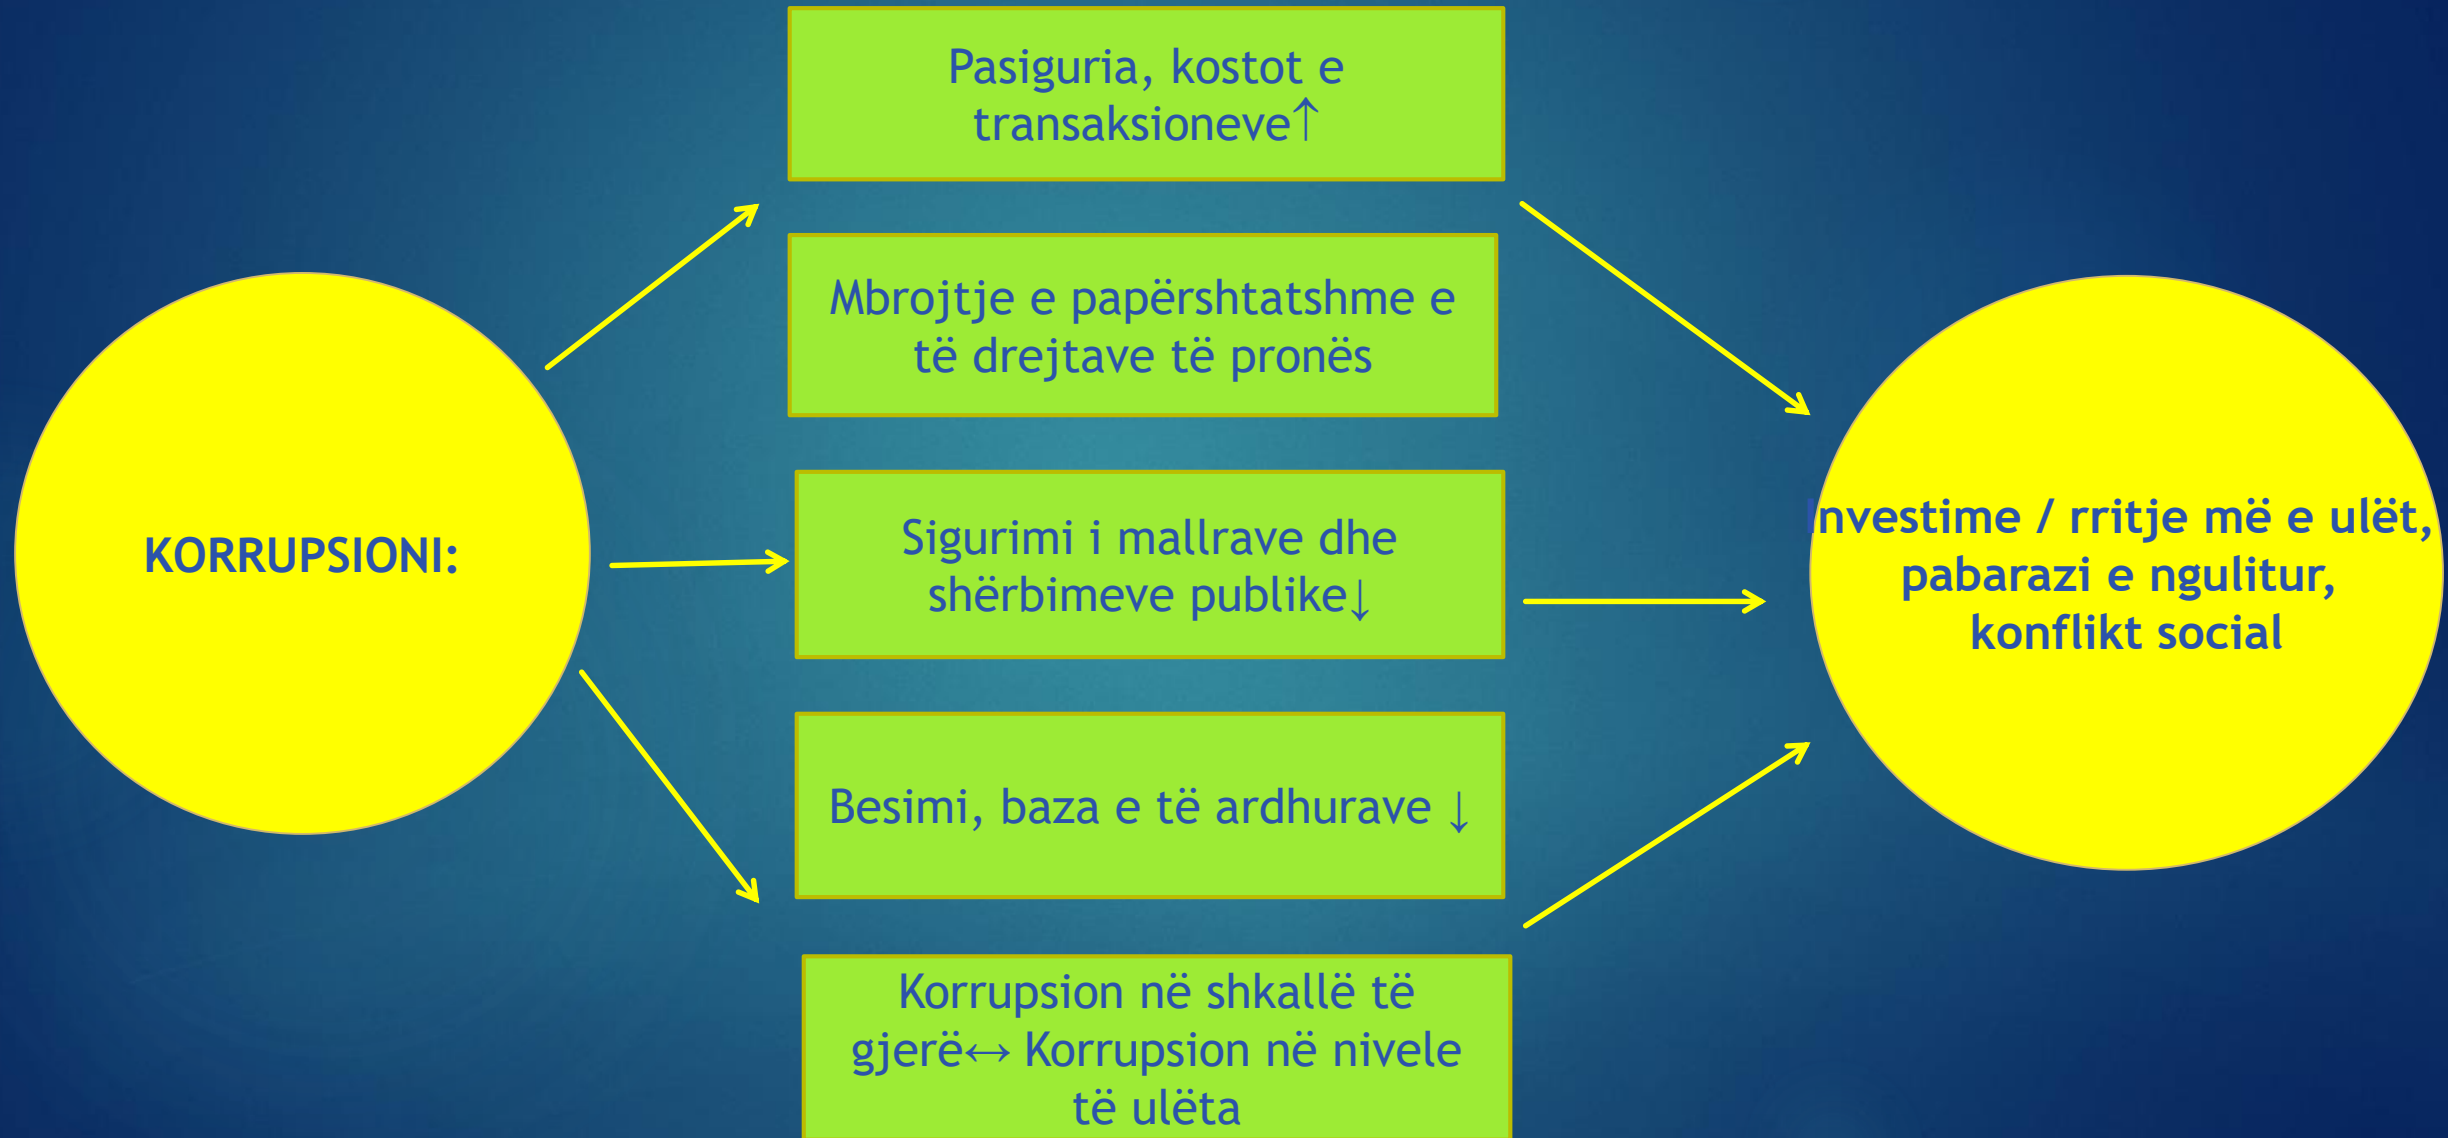 Pasiguria, kostot e
transaksioneve↑
Mbrojtje e papërshtatshme e
të drejtave të pronës
KORRUPSIONI:
Sigurimi i mallrave dhe
shërbimeve publike↓
Investime / rritje më e ulët,
pabarazi e ngulitur,
konflikt social
Besimi, baza e të ardhurave ↓
Korrupsion në shkallë të
gjerë↔ Korrupsion në nivele
të ulëta